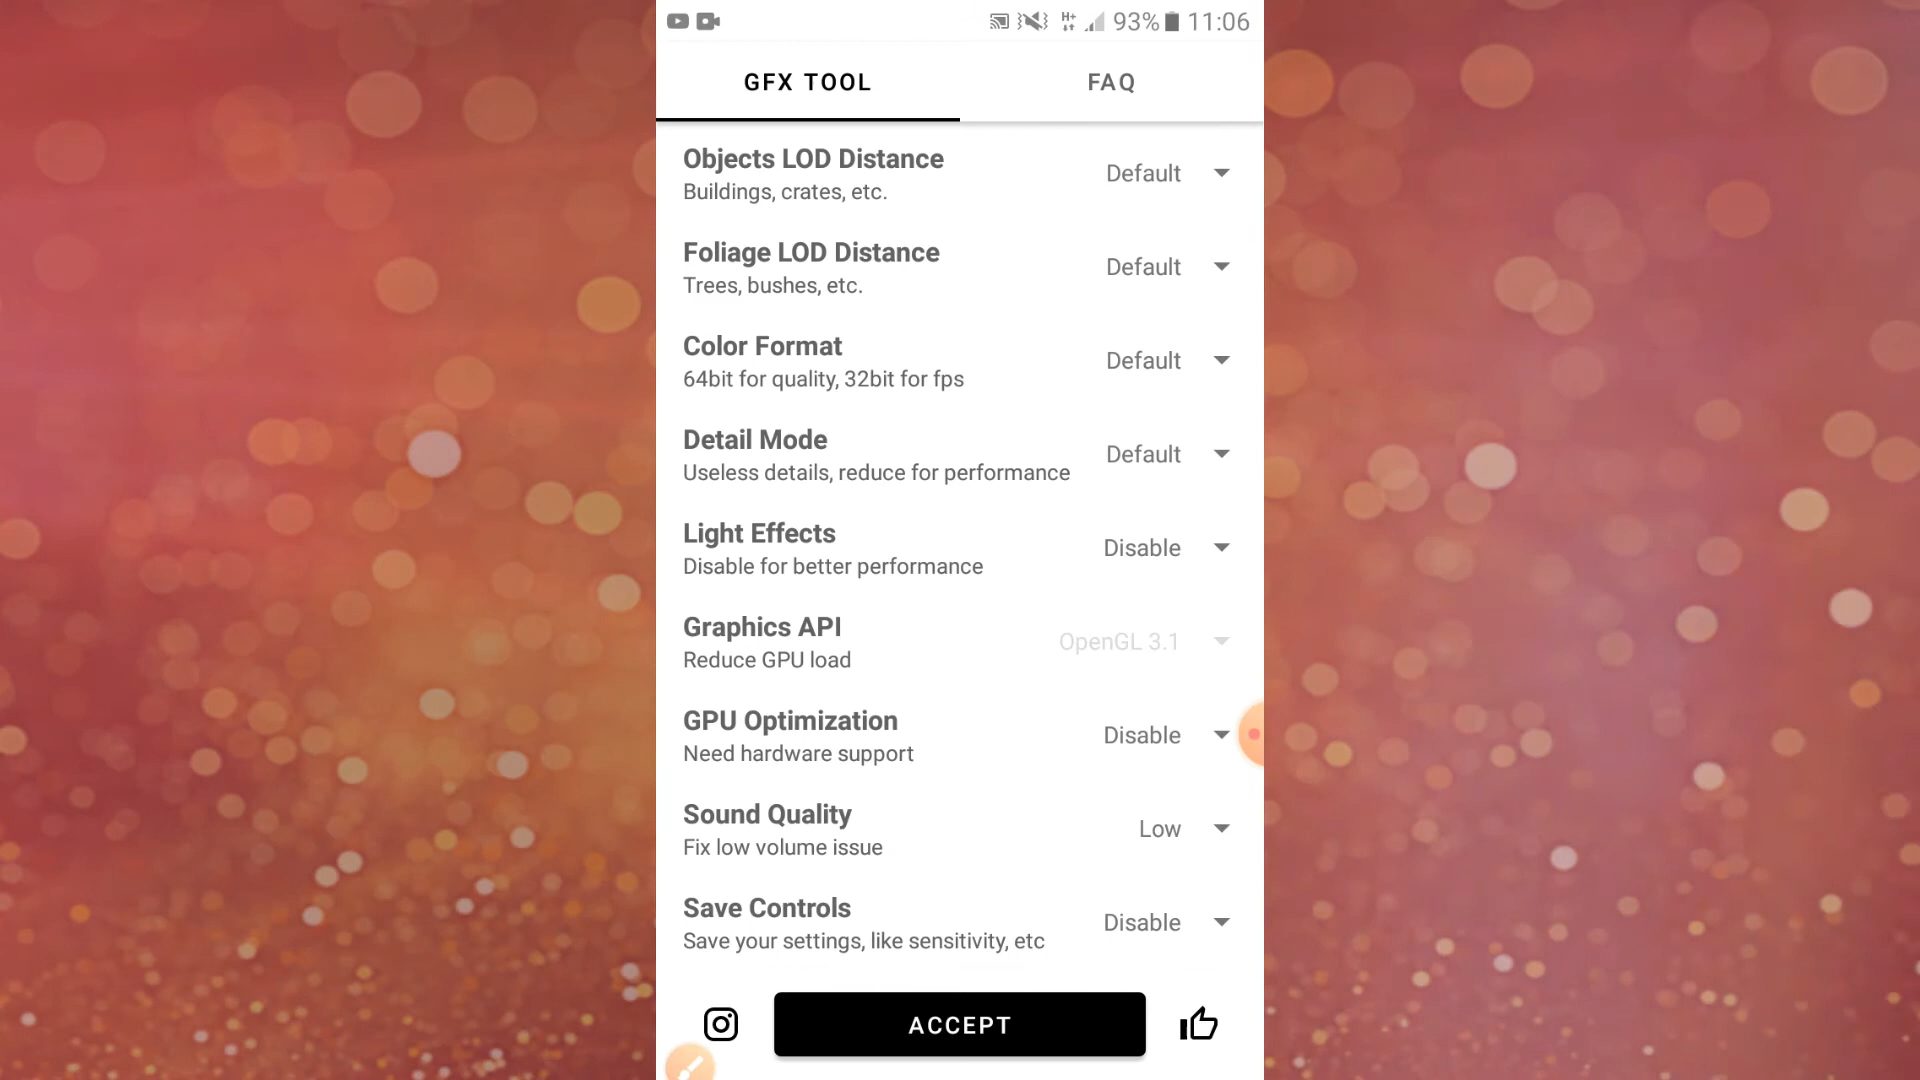 93% 11:06
GFX TOOL FAQ
Objects LOD Distance
Buildings, crates, etc.
Default
Foliage LOD Distance
Trees, bushes, etc.
Default
Color Format
64bit for quality, 32bit for fps
Default
Detail Mode
Useless details, reduce for performance
Default
Light Effects
Disable for better performance
Disable
Graphics API
Reduce GPU load
OpenGL 3.1
GPU Optimization
Need hardware support
Disable
Sound Quality
Fix low volume issue
Low
Save Controls
Save your settings, like sensitivity, etc
Disable
ACCEPT